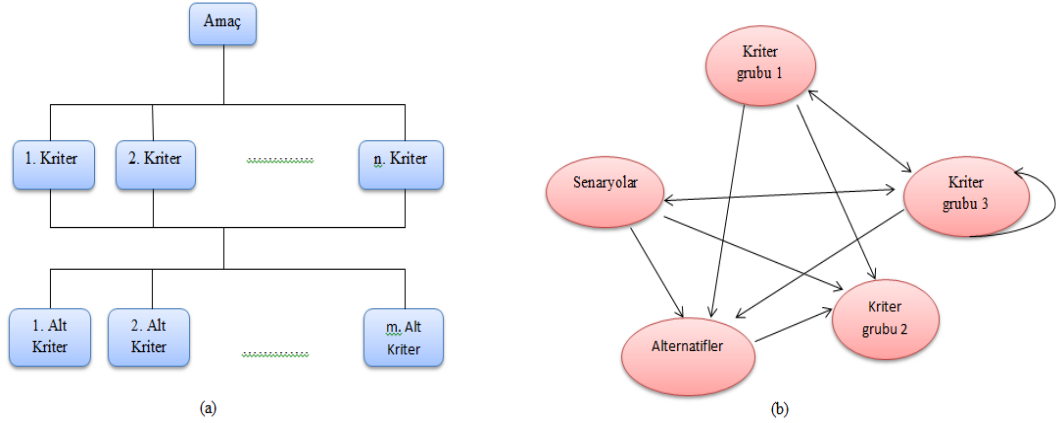 Amaç
1. Kriter
2. Kriter
..............
n. Kriter
1. Alt
Kriter
2. Alt
Kriter
..............
m. Alt
Kriter
(a)
Kriter
grubu 1
Senaryolar
Kriter
grubu 3
Kriter
grubu 2
Alternatifler
(b)